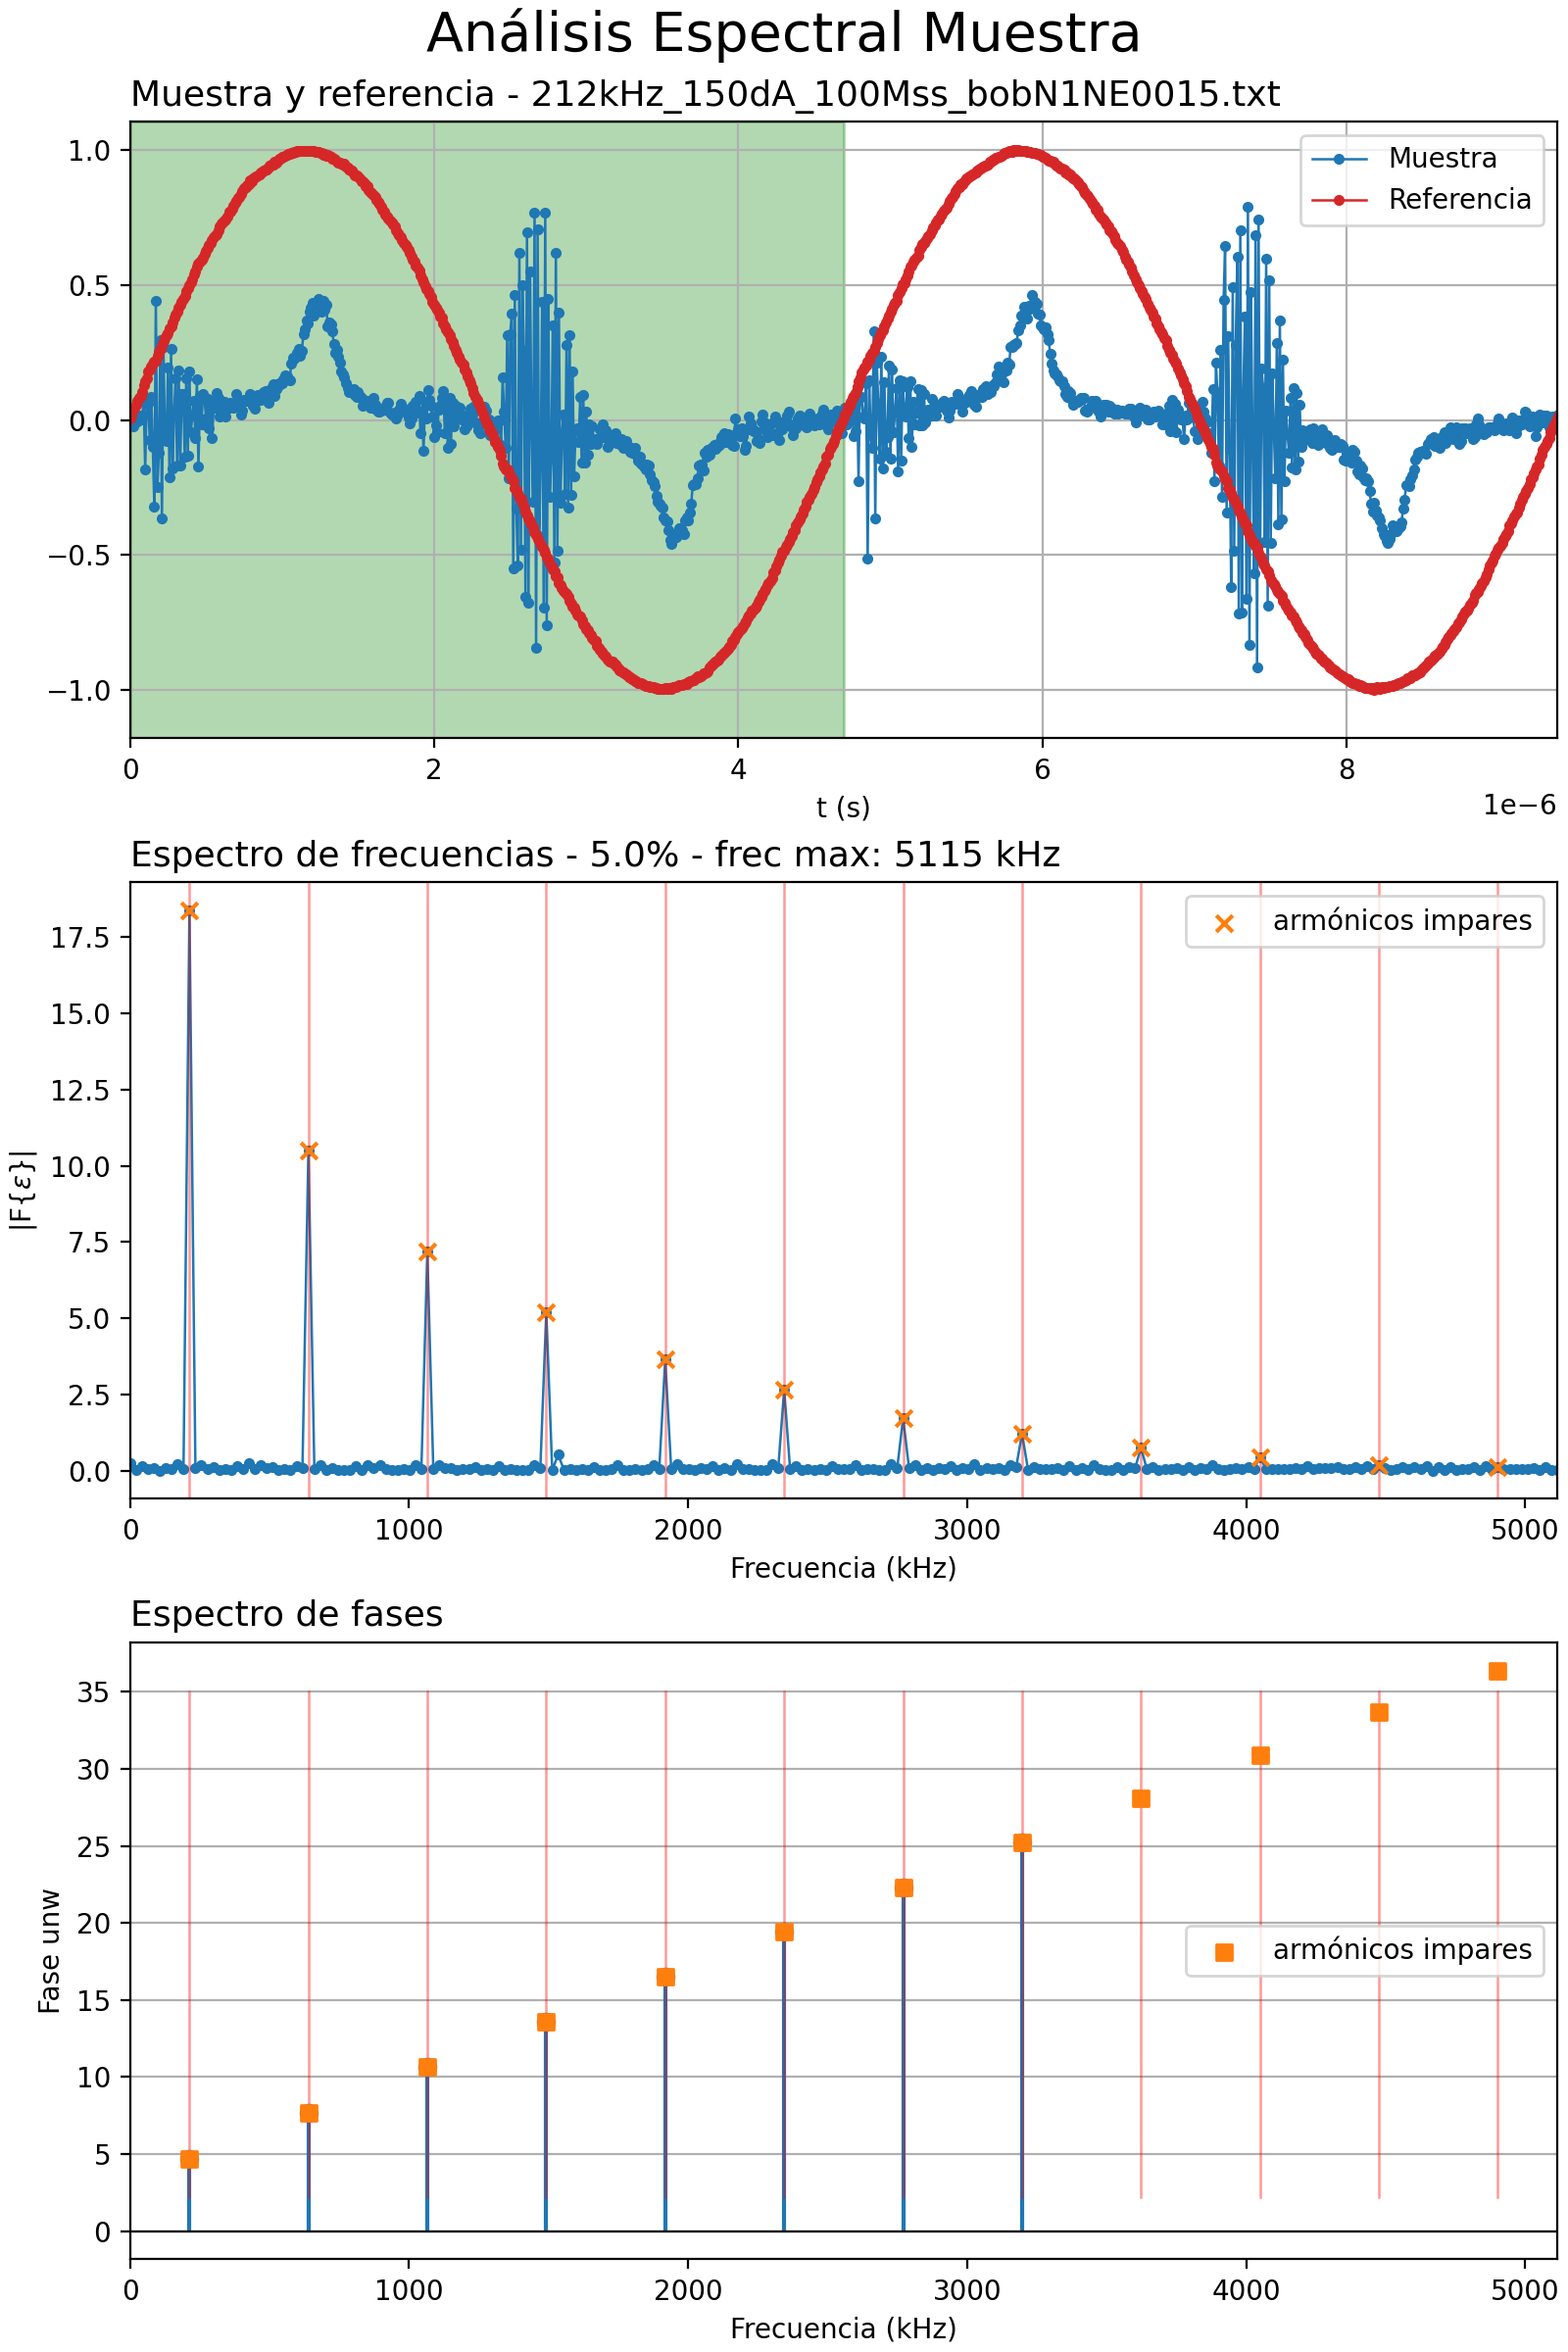 Análisis Espectral Muestra
Muestra y referencia - 212kHz_150dA_100Mss_bobN1NE0015.txt
Muestra
Referencia
1.0
0.5
0.0
−0.5
−1.0
0 2 4 6 8
1e−6
t (s)
Espectro de frecuencias - 5.0% - frec max: 5115 kHz
armónicos impares
17.5
15.0
12.5
10.0
7.5
5.0
2.5
0.0
|F{ε}|
0 1000 2000 3000 4000 5000
Frecuencia (kHz)
Espectro de fases
35
30
25
20
15
10
5
0
Fase unw
armónicos impares
0 1000 2000 3000 4000 5000
Frecuencia (kHz)